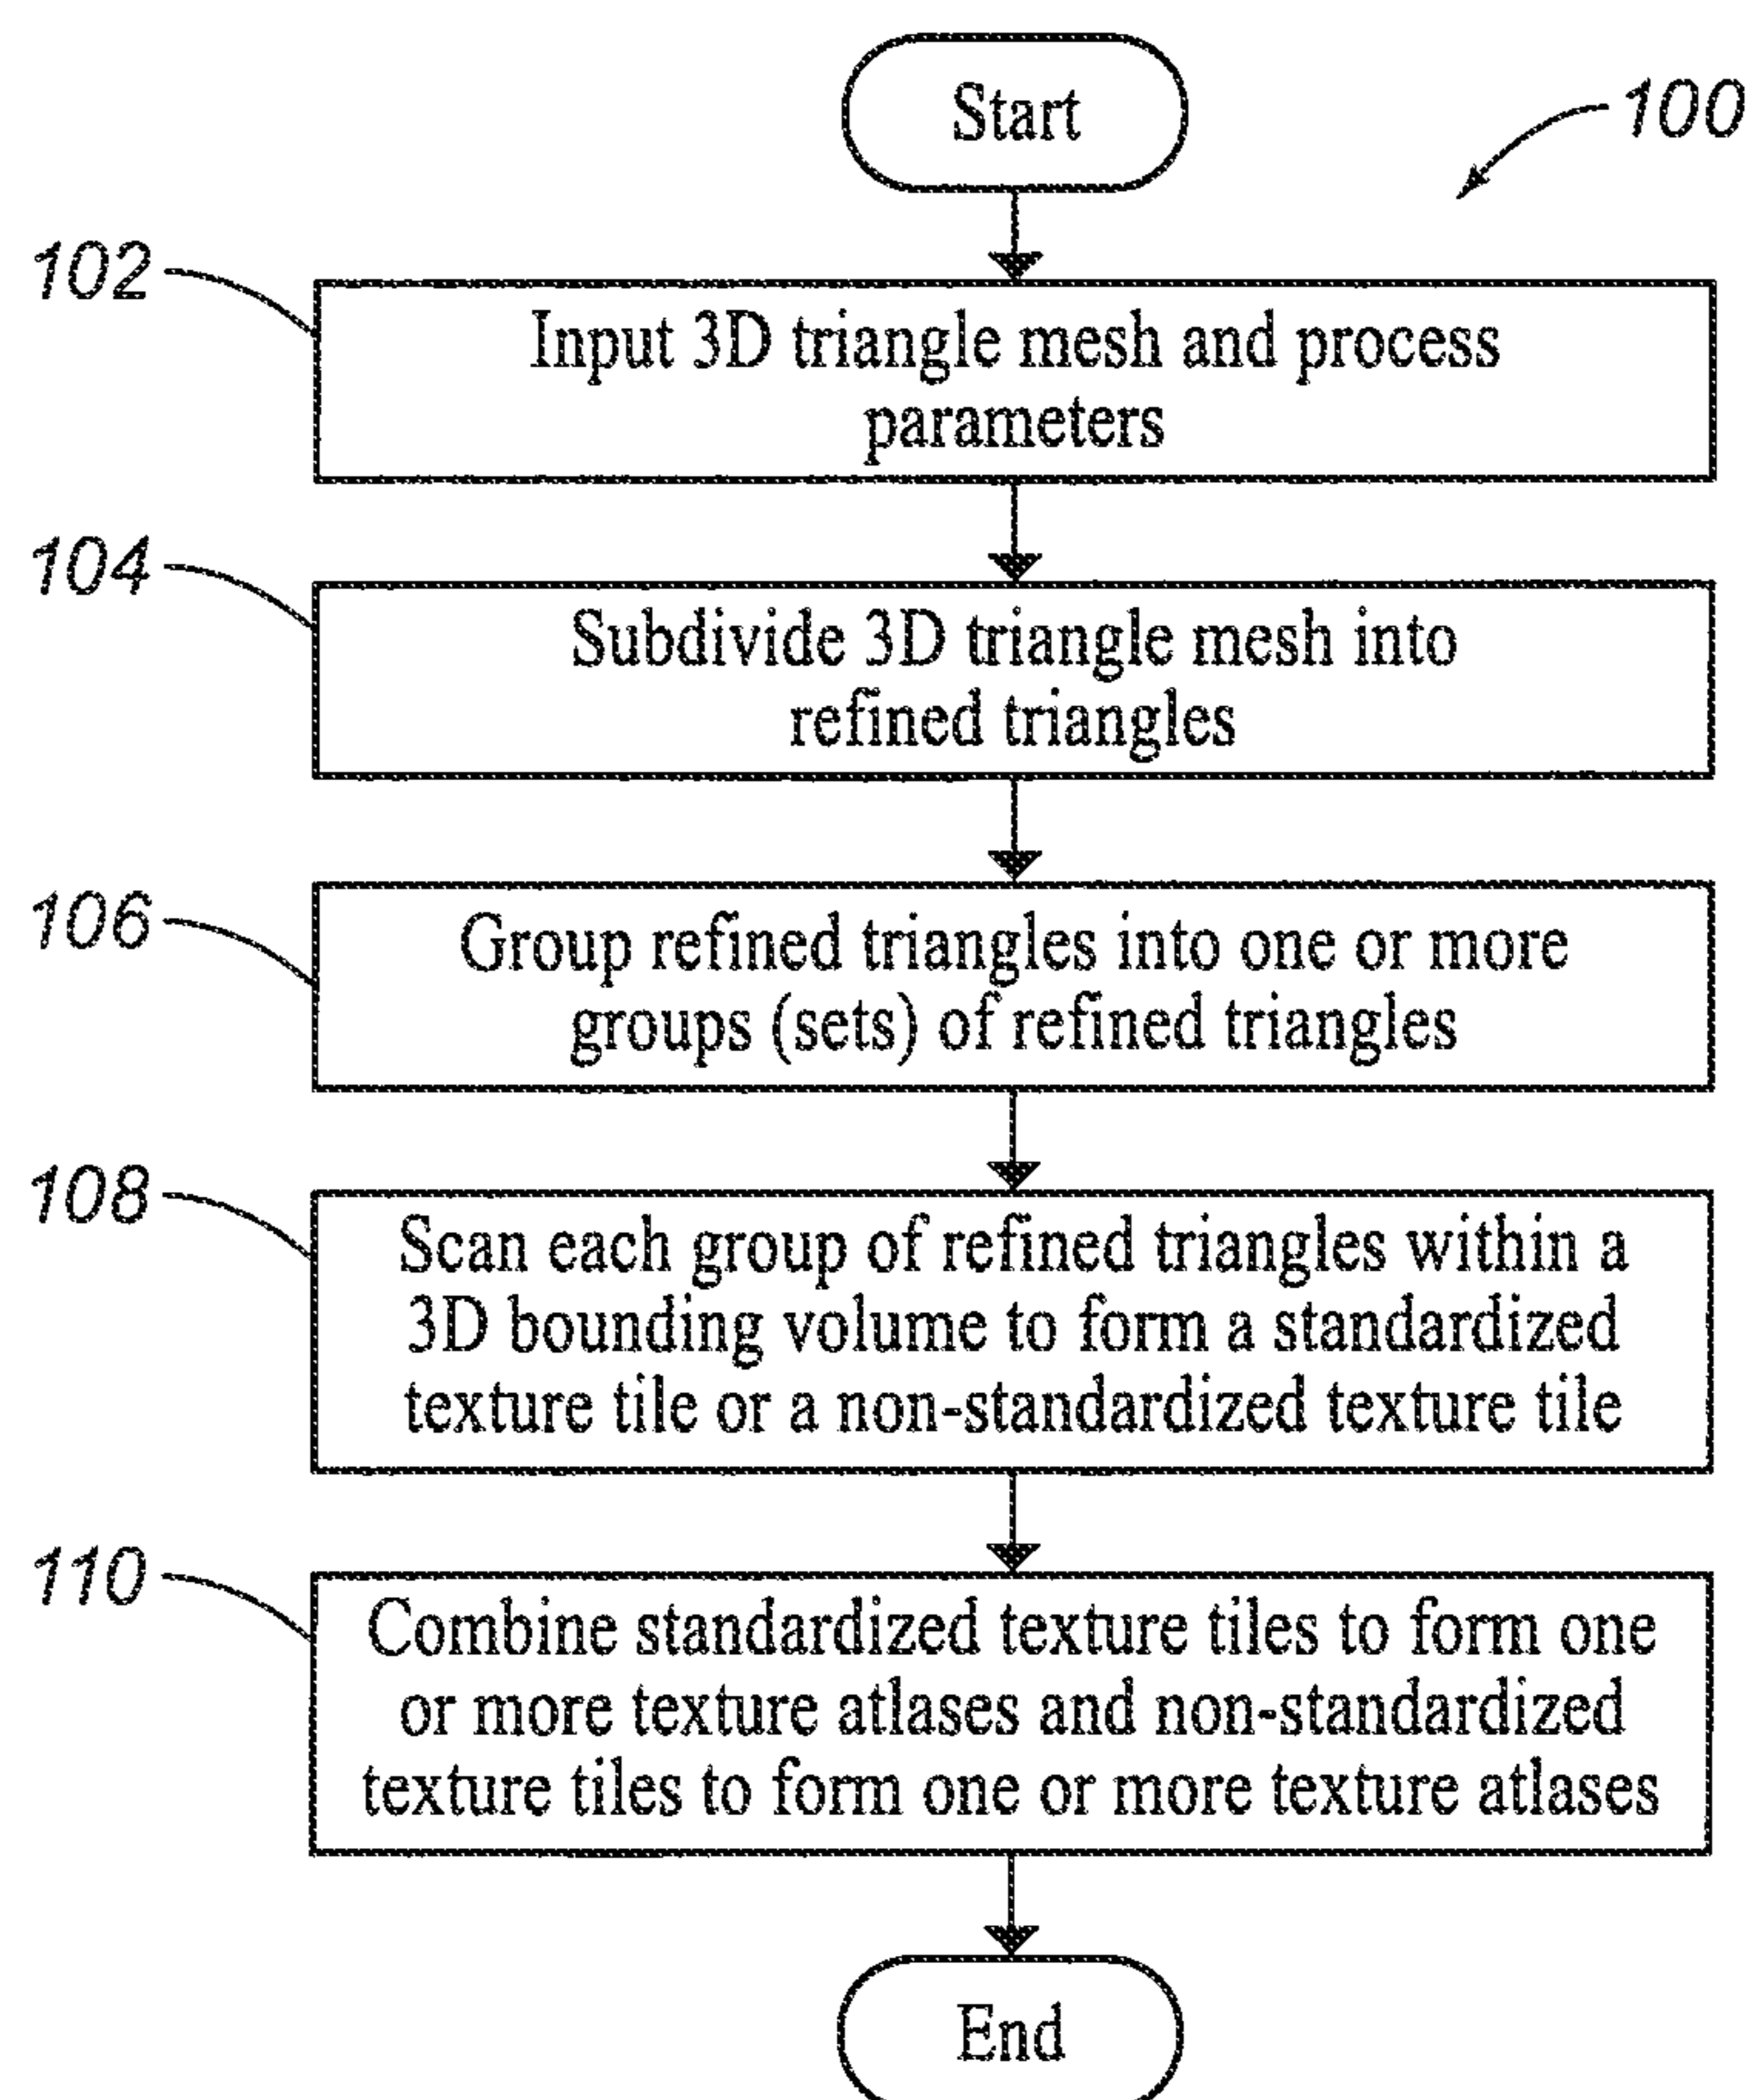 Start
100
102
Input 3D triangle mesh and process
parameters
104
Subdivide 3D triangle mesh into
refined triangles
106
Group refined triangles into one or more
groups (sets) of refined triangles
108
Scan each group of refined triangles within a
3D bounding volume to form a standardized
texture tile or a non-standardized texture tile
110
Combine standardized texture tiles to form one
or more texture atlases and non-standardized
texture tiles to form one or more texture atlases
End